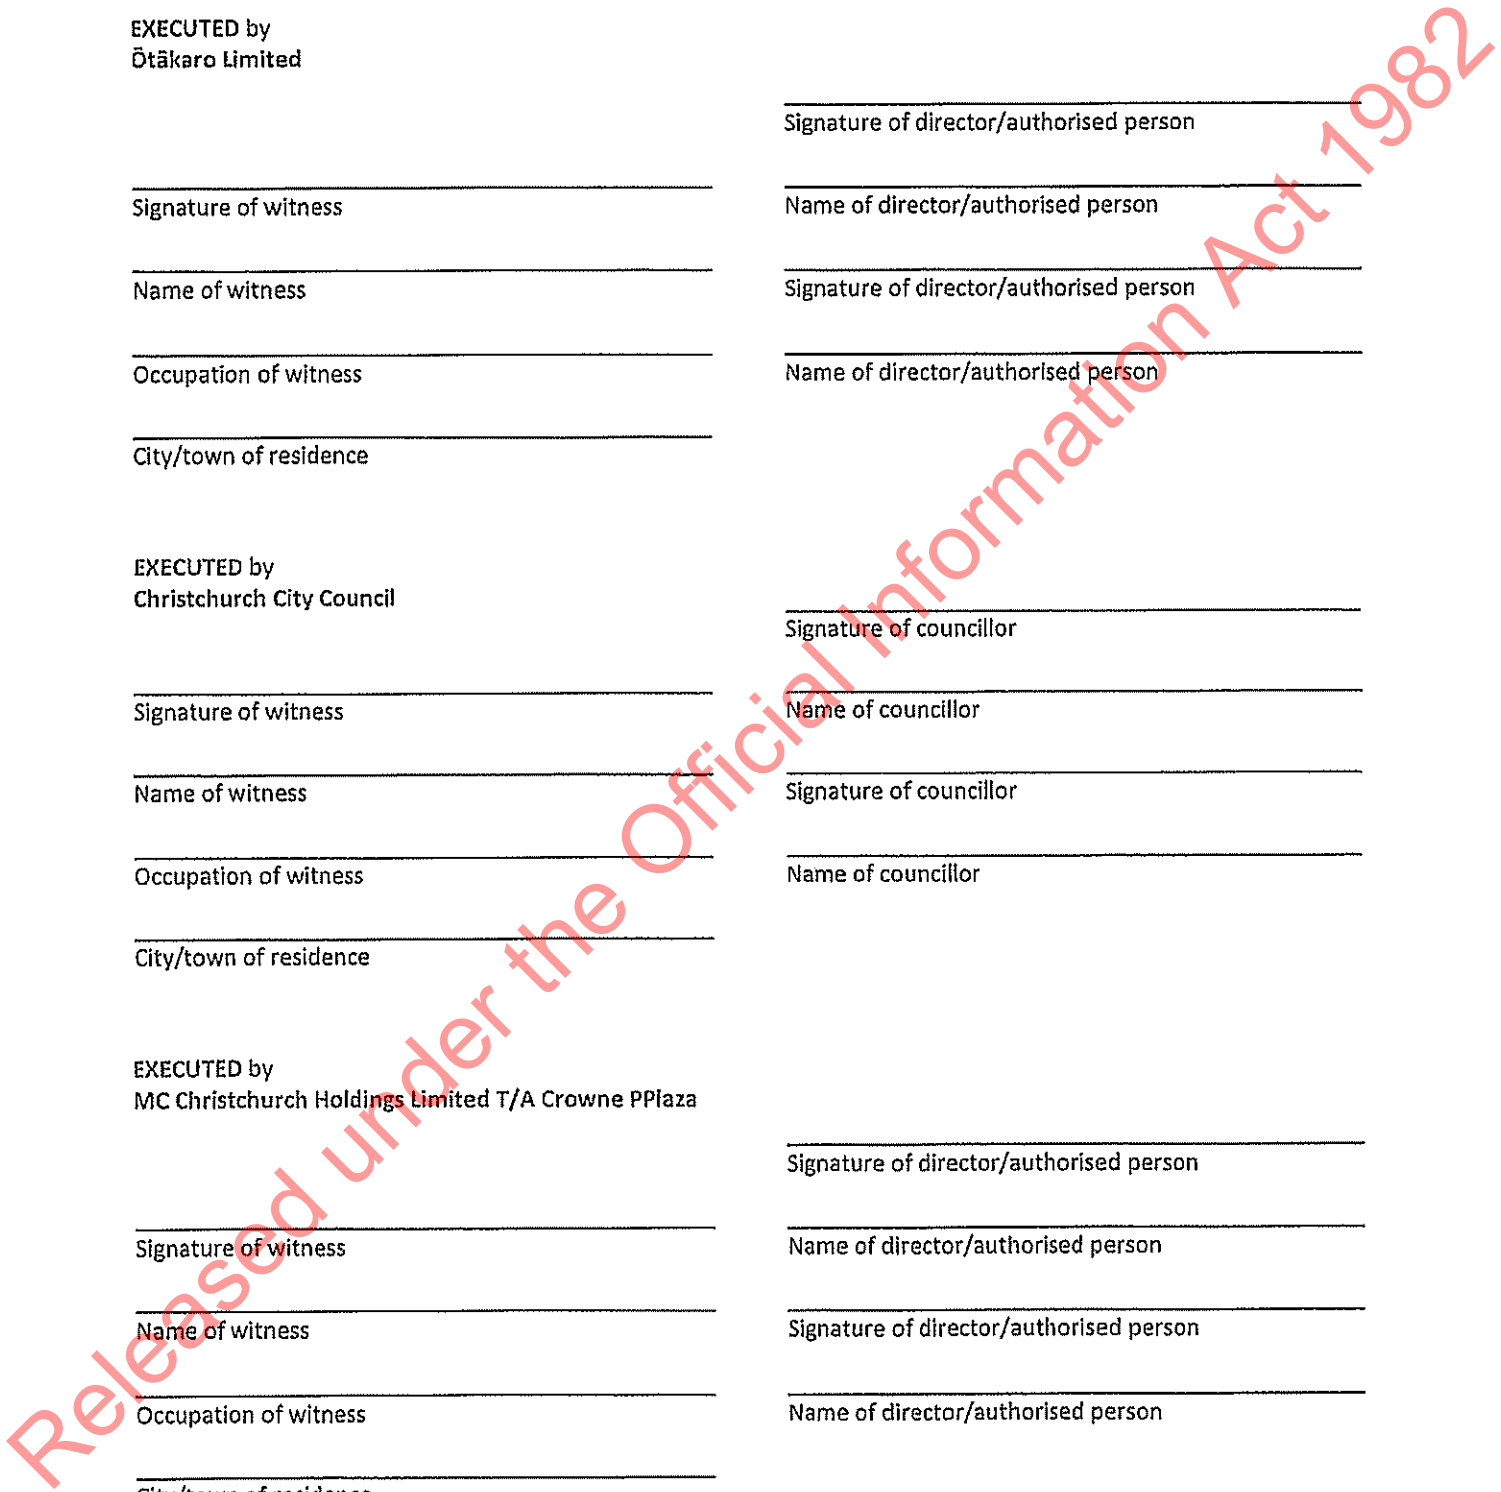 EXECUTED by
Ōtākaro Limited
Signature of director/authorised person
Signature of witness
Name of director/authorised person
Name of witness
Signature of director/authorised person
Occupation of witness
Name of director/authorised person
City/town of residence
EXECUTED by
Christchurch City Council
Signature of councillor
Signature of witness
Name of councillor
Name of witness
Signature of councillor
Occupation of witness
Name of councillor
City/town of residence
EXECUTED by
MC Christchurch Holdings Limited T/A Crowne PPlaza
Signature of director/authorised person
Signature of witness
Name of director/authorised person
Name of witness
Signature of director/authorised person
Occupation of witness
Name of director/authorised person
City/town of residence
Released under the Official Information Act 1982